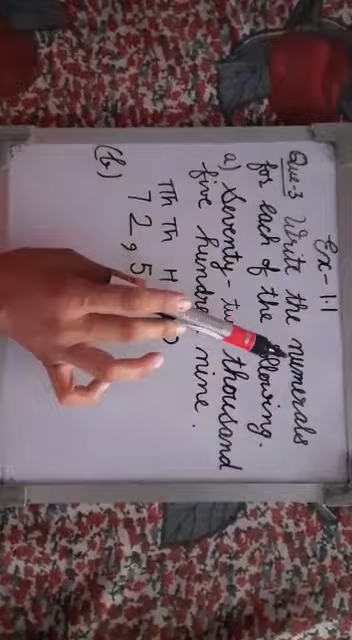 Ex-1.1
Que-3 Write the numerals
for each of the following.
a) Seventy- thousand
five nine.
TTh Th H
7 2, 5
(b)